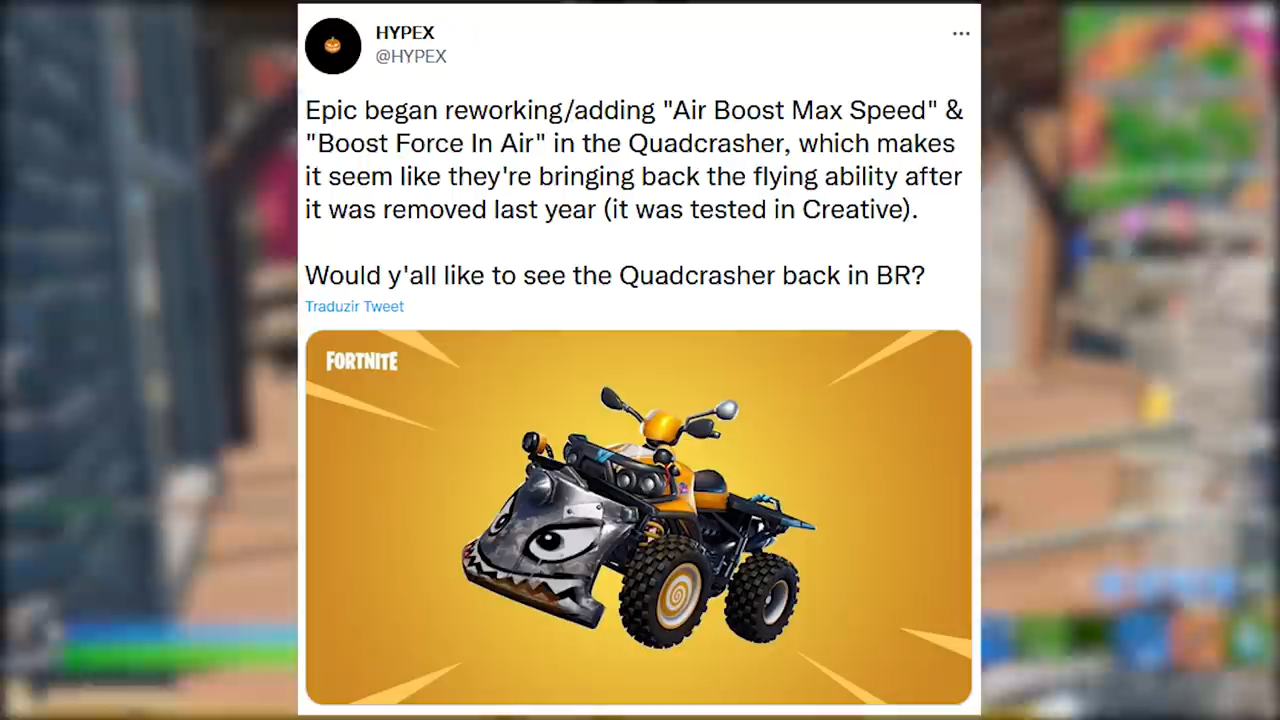 HYPEX
@HYPEX
Epic began reworking/adding "Air Boost Max Speed" &
"Boost Force In Air" in the Quadcrasher, which makes
it seem like they're bringing back the flying ability after
it was removed last year (it was tested in Creative).
Would y'all like to see the Quadcrasher back in BR?
Traduzir Tweet
FORTNITE